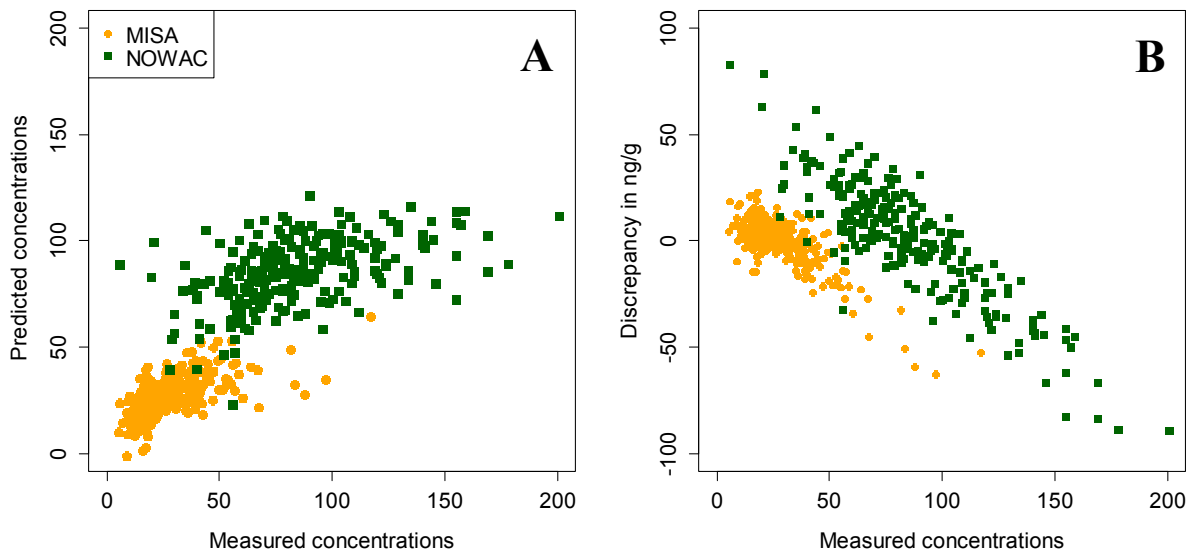 MISA
NOWAC
A
Predicted concentrations
200
150
100
50
0
0 50 100 150 200
Measured concentrations
B
Discrepancy in ng/g
100
50
0
-50
-100
0 50 100 150 200
Measured concentrations